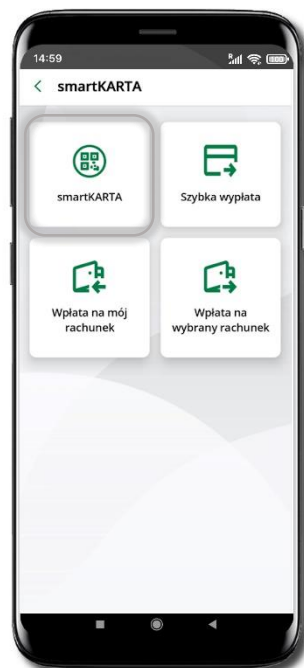 14:59
smartKARTA
smartKARTA
Szybka wypłata
Wpłata na mój
rachunek
Wpłata na
wybrany rachunek